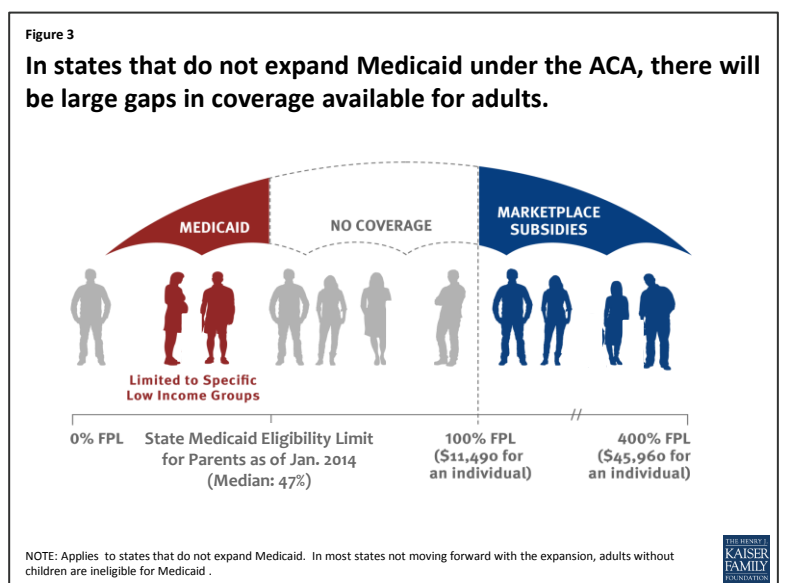 Figure 3
In states that do not expand Medicaid under the ACA, there will
be large gaps in coverage available for adults.
MEDICAID
NO COVERAGE
MARKETPLACE
SUBSIDIES
Limited to Specific
Low Income Groups
0% FPL
State Medicaid Eligibility Limit
for Parents as of Jan. 2014
(Median: 47%)
100% FPL
($11,490 for
an individual)
400% FPL
($45,960 for
an individual)
NOTE: Applies to states that do not expand Medicaid. In most states not moving forward with the expansion, adults without
children are ineligible for Medicaid .
THE HENRY J.
KAISER
FAMILY
FOUNDATION